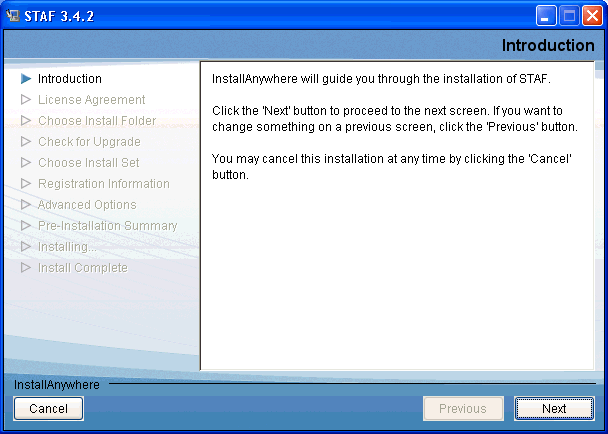 STAF 3.4.2
Introduction
Introduction
License Agreement
Choose Install Folder
Check for Upgrade
Choose Install Set
Registration Information
Advanced Options
Pre-Installation Summary
Installing...
Install Complete
InstallAnywhere will guide you through the installation of STAF.
Click the 'Next' button to proceed to the next screen. If you want to
change something on a previous screen, click the 'Previous' button.
You may cancel this installation at any time by clicking the 'Cancel'
button.
InstallAnywhere
Cancel
Previous
Next